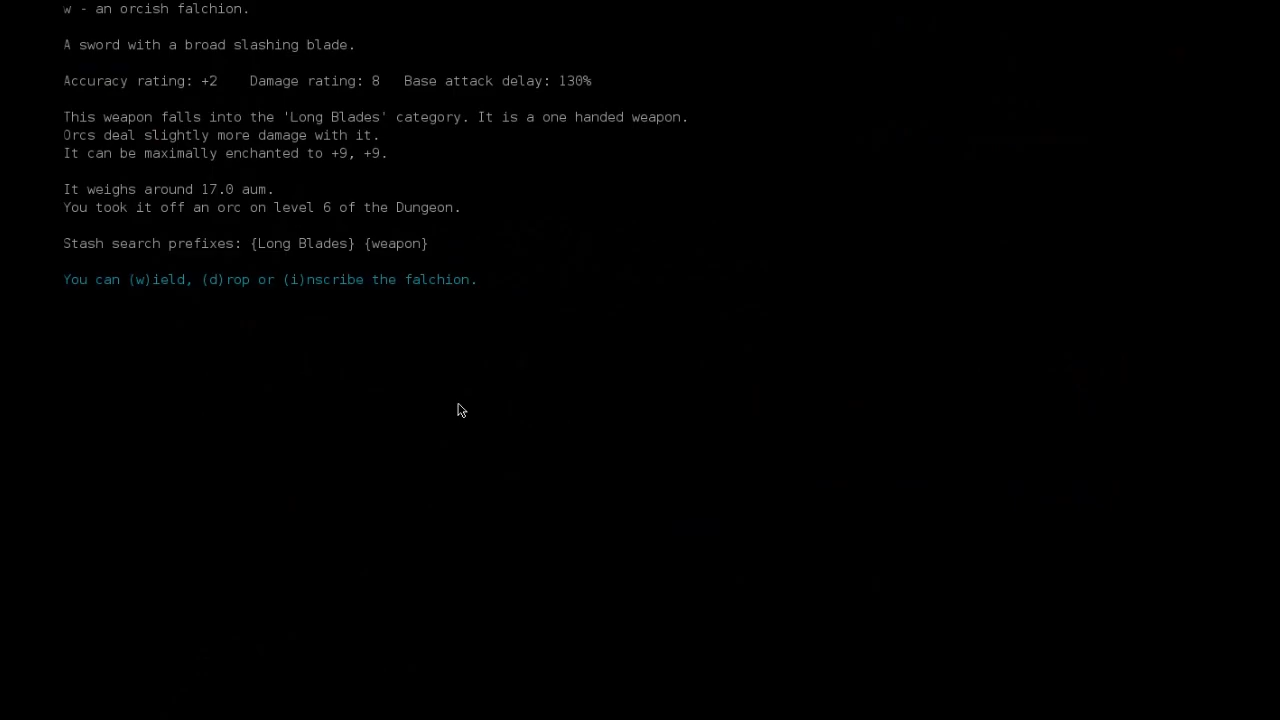 w - an orcish falchion.
A sword with a broad slashing blade.
Accuracy rating: +2    Damage rating: 8   Base attack delay: 130%
This weapon falls into the 'Long Blades' category. It is a one handed weapon.
Orcs deal slightly more damage with it.
It can be maximally enchanted to +9, +9.
It weighs around 17.0 aum.
You took it off an orc on level 6 of the Dungeon.
Stash search prefixes: {Long Blades} {weapon}
You can (w)ield, (d)rop or (i)nscribe the falchion.